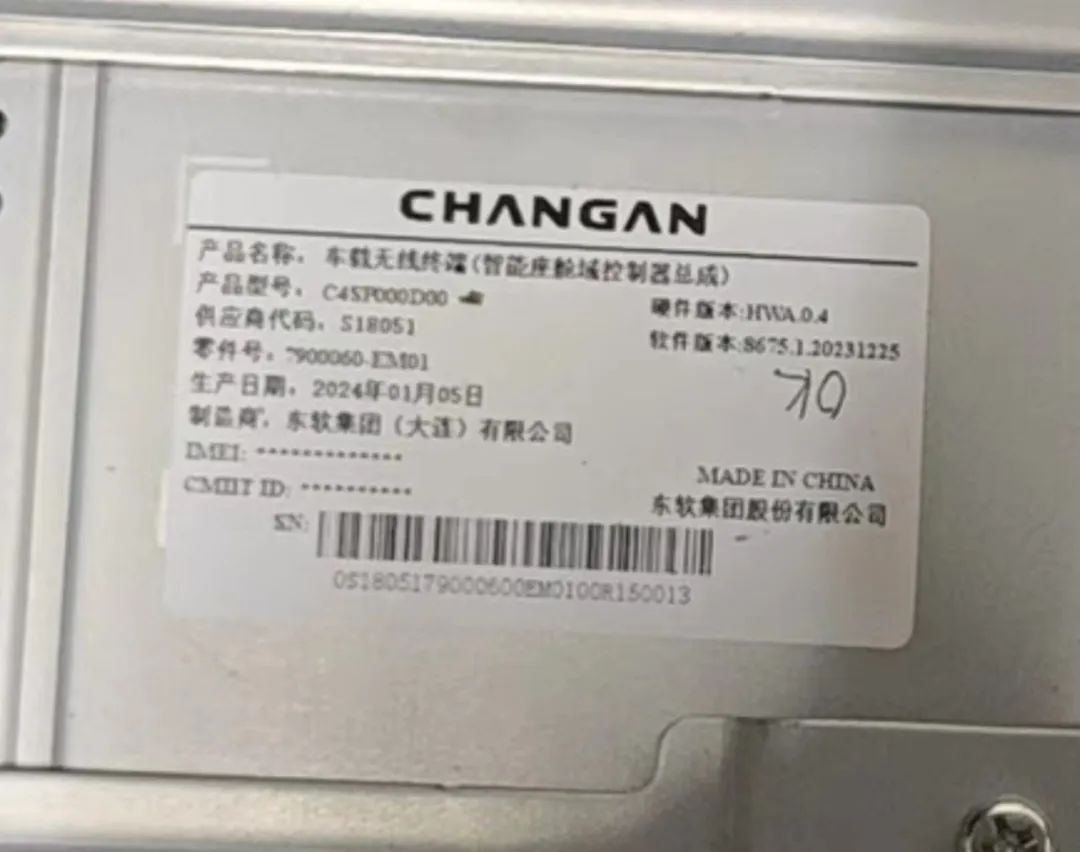 CHANGAN
产品名称: 车载无线终端(智能座舱域控制器总成)
产品型号: C4SP000D00
硬件版本:HWA.0.4
供应商代码: S18051
软件版本:8675.1.20231225
零件号: 7900060-EM01
OK
生产日期: 2024年01月05日
制造商: 东软集团（大连）有限公司
IMEI: *************
MADE IN CHINA
CMIIT ID: **********
东软集团股份有限公司
SN:
0S1805179000600EM0100R150013